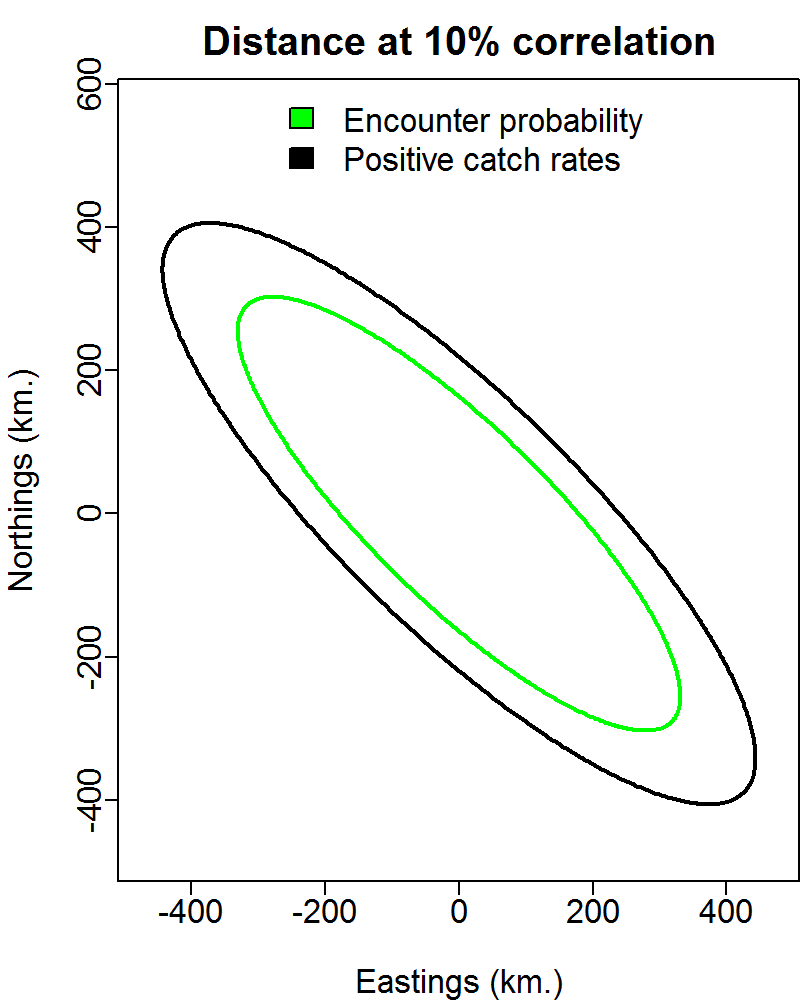 Distance at 10% correlation
Encounter probability
Positive catch rates
600
400
200
0
-200
-400
Northings (km.)
-400 -200 0 200 400
Eastings (km.)